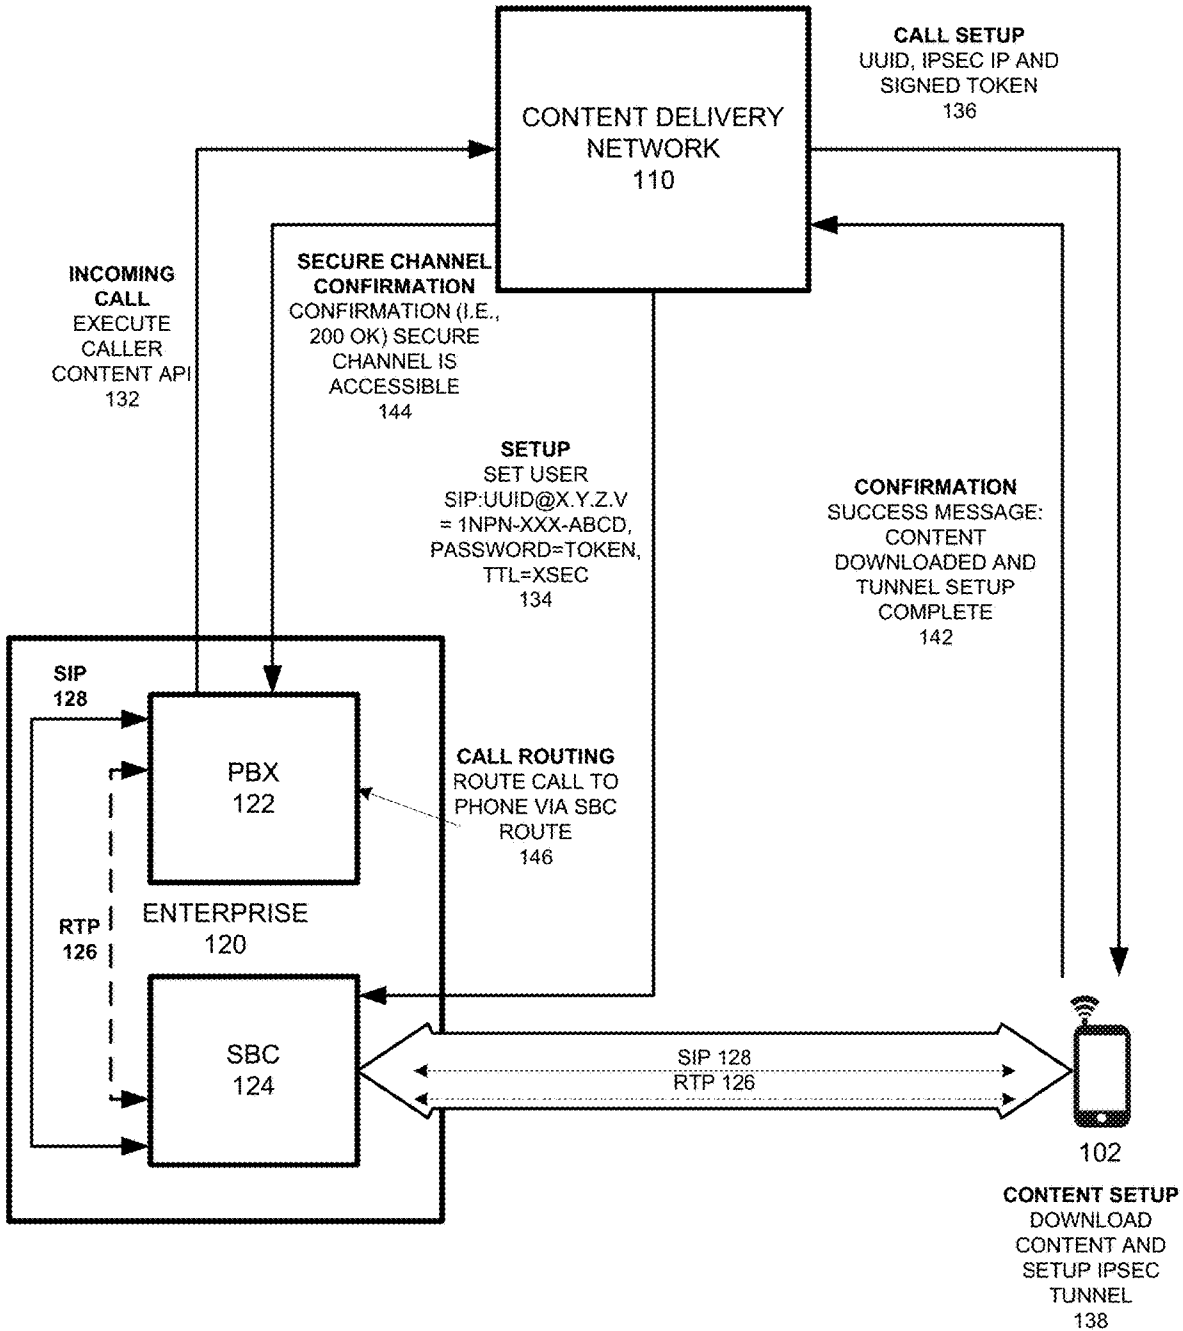 CALL SETUP
UUID, IPSEC IP AND
SIGNED TOKEN
136
CONTENT DELIVERY
NETWORK
110
INCOMING
CALL
EXECUTE
CALLER
CONTENT API
132
SECURE CHANNEL
CONFIRMATION
CONFIRMATION (I.E.,
200 OK) SECURE
CHANNEL IS
ACCESSIBLE
144
SETUP
SET USER
SIP:UUID@X.Y.Z.V
= 1NPN-XXX-ABCD,
PASSWORD=TOKEN,
TTL=XSEC
134
CONFIRMATION
SUCCESS MESSAGE:
CONTENT
DOWNLOADED AND
TUNNEL SETUP
COMPLETE
142
SIP
128
PBX
122
CALL ROUTING
ROUTE CALL TO
PHONE VIA SBC
ROUTE
146
ENTERPRISE
120
RTP
126
SBC
124
SIP 128
RTP 126
102
CONTENT SETUP
DOWNLOAD
CONTENT AND
SETUP IPSEC
TUNNEL
138